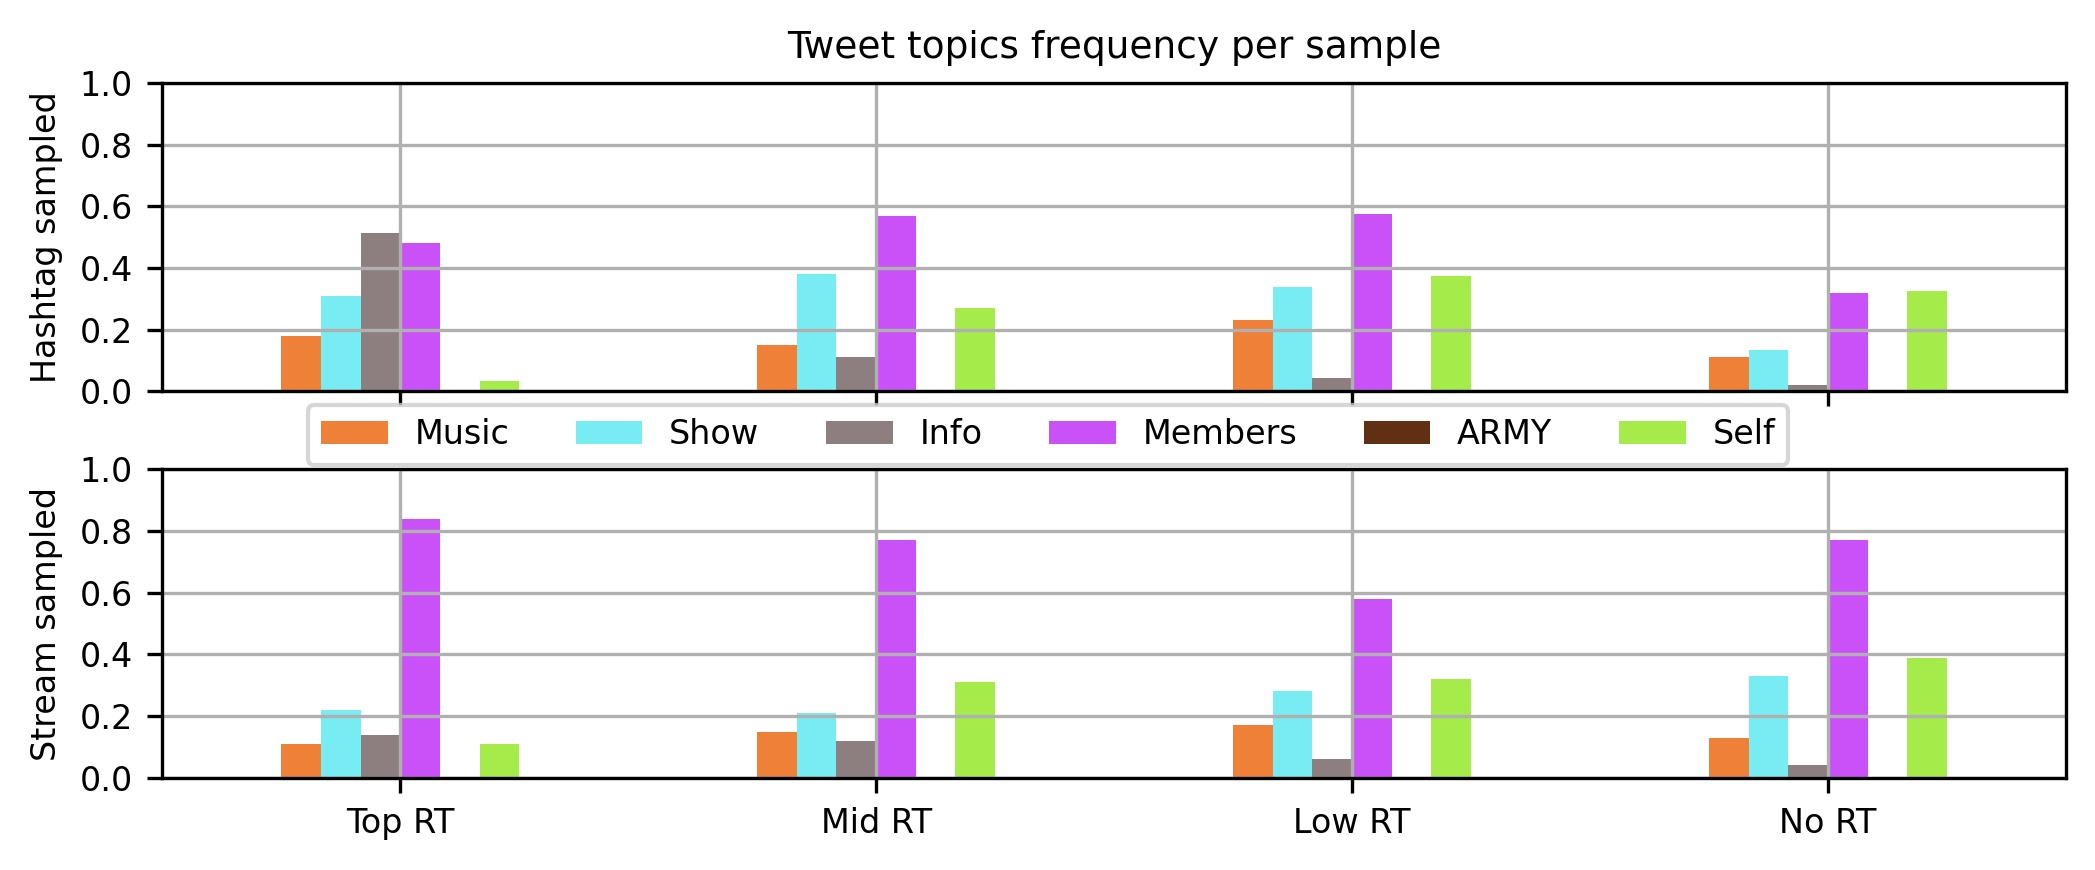 Tweet topics frequency per sample
Hashtag sampled
1.0
0.8
0.6
0.4
0.2
0.0
Music Show Info Members ARMY Self
Stream sampled
1.0
0.8
0.6
0.4
0.2
0.0
Top RT Mid RT Low RT No RT